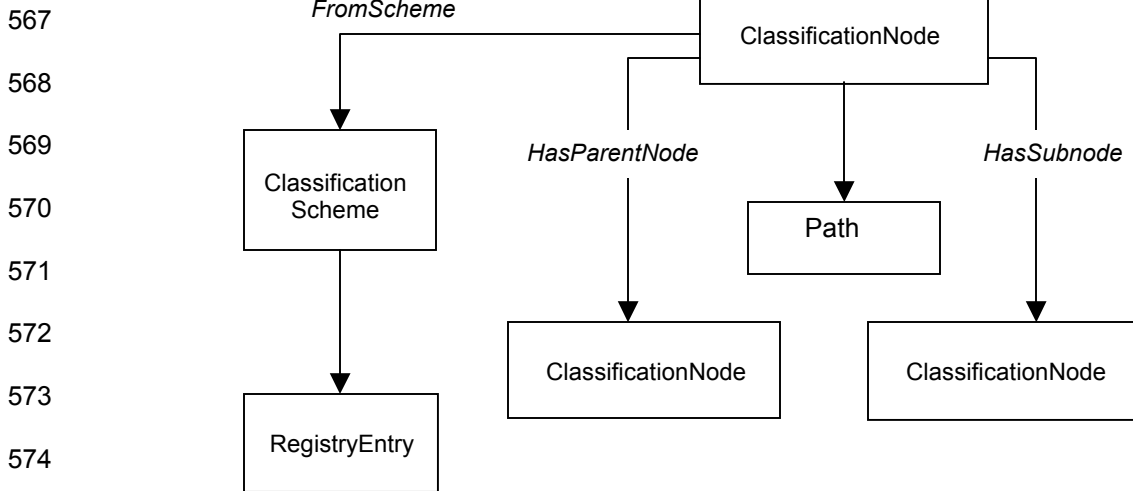 567
FromScheme
ClassificationNode
568
569
HasParentNode
HasSubnode
Classification
Scheme
570
Path
571
572
ClassificationNode
ClassificationNode
573
RegistryEntry
574